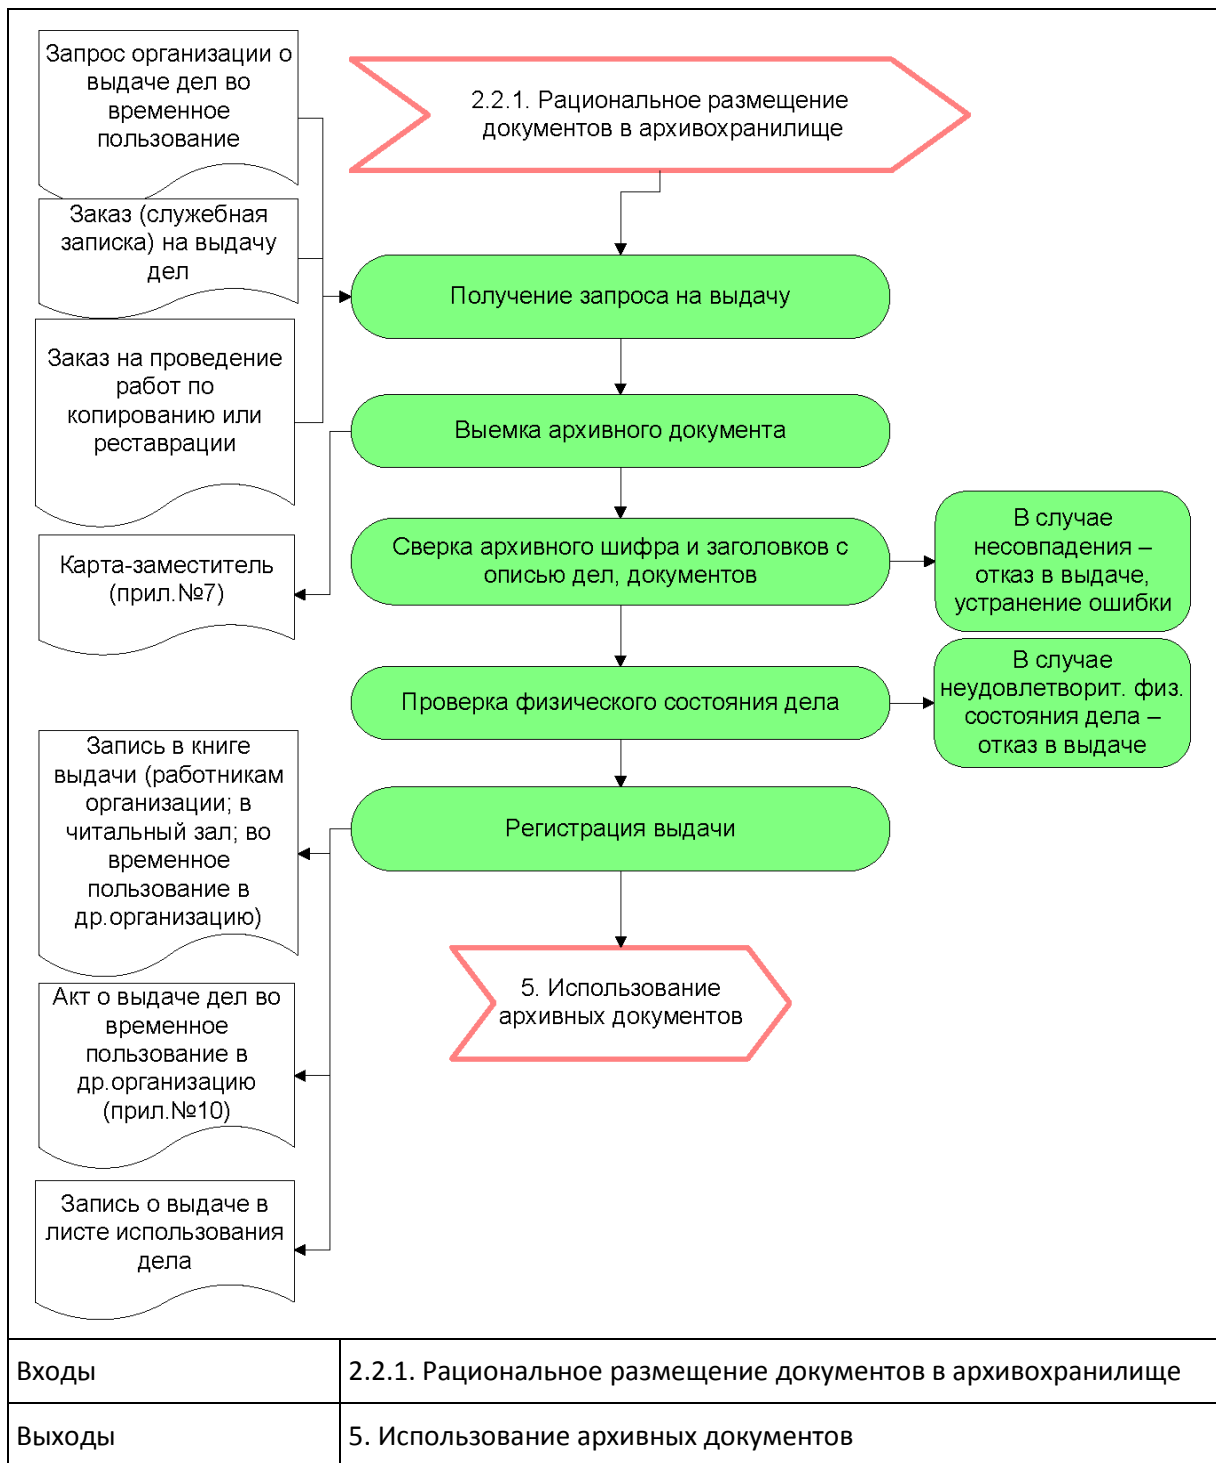 Запрос организации о
выдаче дел во
временное
пользование
2.2.1. Рациональное размещение
документов в архивохранилище
Заказ (служебная
записка) на выдачу
дел
Получение запроса на выдачу
Заказ на проведение
работ по
копированию или
реставрации
Выемка архивного документа
Карта-заместитель
(прил.№7)
Сверка архивного шифра и заголовков с
описью дел, документов
В случае
несовпадения –
отказ в выдаче,
устранение ошибки
Проверка физического состояния дела
В случае
неудовлетворит. физ.
состояния дела –
отказ в выдаче
Запись в книге
выдачи (работникам
организации; в
читальный зал; во
временное
пользование в
др.организацию)
Регистрация выдачи
Акт о выдаче дел во
временное
пользование в
др.организацию
(прил.№10)
5. Использование
архивных документов
Запись о выдаче в
листе использования
дела
Входы
2.2.1. Рациональное размещение документов в архивохранилище
Выходы
5. Использование архивных документов